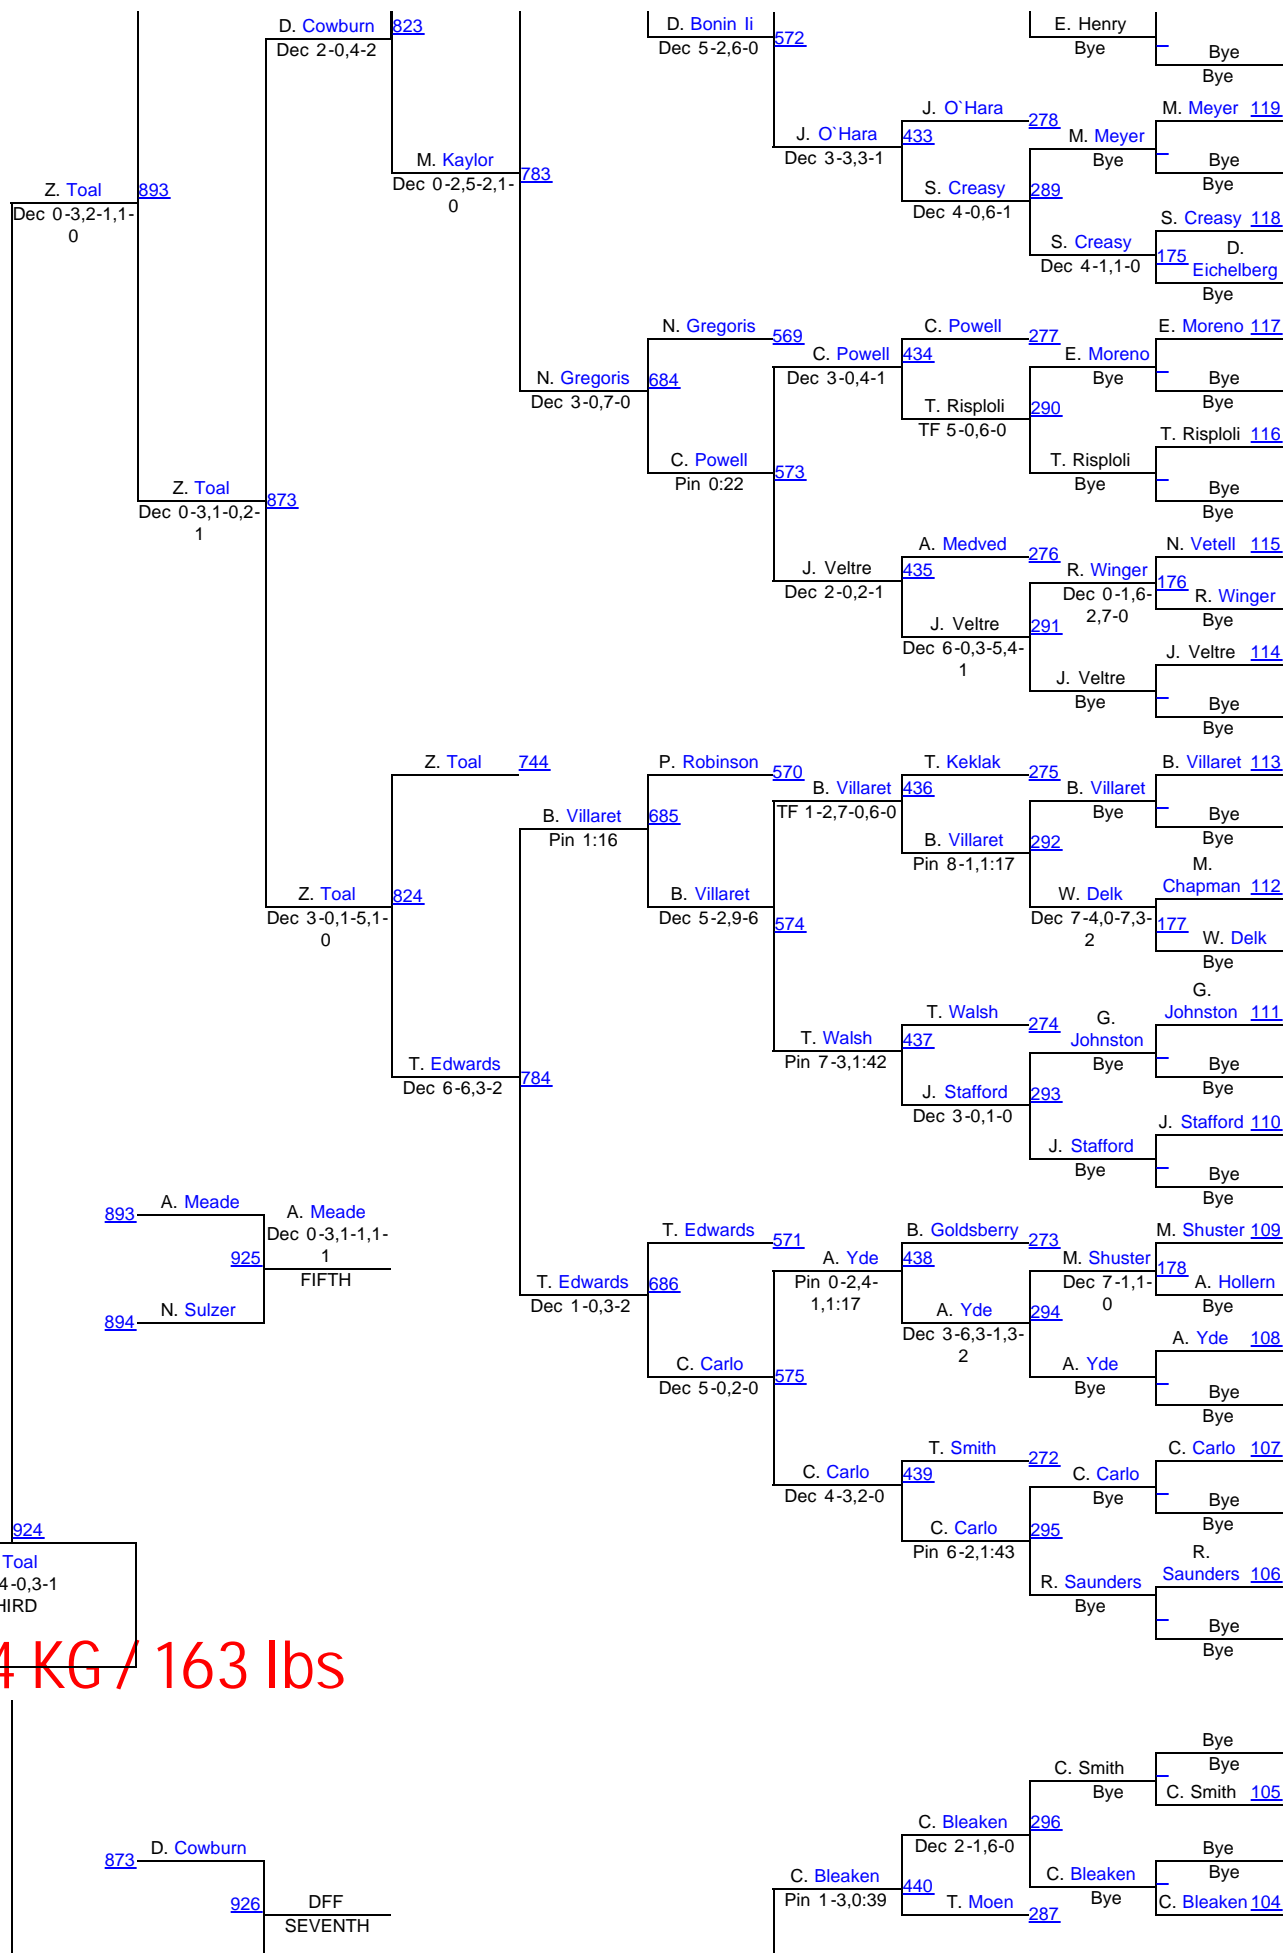 D. Cowburn 823
Dec 2-0,4-2
D. Bonin Ii
Dec 5-2,6-0
572
E. Henry
Bye
Bye
Bye
M. Meyer 119
J. O`Hara
278
M. Meyer
Bye
J. O`Hara 433
Dec 3-3,3-1
Bye
Bye
M. Kaylor
Dec 0-2,5-2,1-
0
783
Z. Toal 893
Dec 0-3,2-1,1-
0
S. Creasy 289
Dec 4-0,6-1
S. Creasy 118
S. Creasy
Dec 4-1,1-0
175 D.
Eichelberg
Bye
N. Gregoris
569
C. Powell
277
E. Moreno 117
C. Powell 434
Dec 3-0,4-1
E. Moreno
Bye
Bye
Bye
N. Gregoris 684
Dec 3-0,7-0
T. Risploli 290
TF 5-0,6-0
T. Risploli 116
C. Powell 573
Pin 0:22
T. Risploli
Bye
Bye
Bye
Z. Toal 873
Dec 0-3,1-0,2-
1
A. Medved
276
N. Vetell 115
J. Veltre 435
Dec 2-0,2-1
R. Winger 176
Dec 0-1,6-
2,7-0
R. Winger
Bye
J. Veltre 291
Dec 6-0,3-5,4-
1
J. Veltre 114
J. Veltre
Bye
Bye
Bye
Z. Toal 744
P. Robinson
570
T. Keklak
275
B. Villaret 113
B. Villaret 436
TF 1-2,7-0,6-0
B. Villaret
Bye
Bye
Bye
B. Villaret 685
Pin 1:16
B. Villaret 292
Pin 8-1,1:17
M.
Chapman 112
Z. Toal 824
Dec 3-0,1-5,1-
0
B. Villaret
Dec 5-2,9-6
574
W. Delk
Dec 7-4,0-7,3-
2
177
W. Delk
Bye
G.
Johnston 111
T. Walsh
274
G.
Johnston
Bye
T. Walsh 437
Pin 7-3,1:42
Bye
Bye
T. Edwards 784
Dec 6-6,3-2
J. Stafford 293
Dec 3-0,1-0
J. Stafford 110
J. Stafford
Bye
Bye
Bye
893 A. Meade
A. Meade
Dec 0-3,1-1,1-
1
925
FIFTH
894 N. Sulzer
T. Edwards
571
B. Goldsberry
273
M. Shuster 109
A. Yde 438
Pin 0-2,4-
1,1:17
M. Shuster 178
Dec 7-1,1-
0
A. Hollern
Bye
T. Edwards 686
Dec 1-0,3-2
A. Yde 294
Dec 3-6,3-1,3-
2
A. Yde 108
C. Carlo 575
Dec 5-0,2-0
A. Yde
Bye
Bye
Bye
T. Smith
272
C. Carlo 107
C. Carlo 439
Dec 4-3,2-0
C. Carlo
Bye
Bye
Bye
C. Carlo 295
Pin 6-2,1:43
R.
Saunders 106
R. Saunders
Bye
Bye
Bye
924
Toal
4-0,3-1
HIRD
4 KG / 163 lbs
Bye
Bye
C. Smith
Bye
C. Smith 105
C. Bleaken 296
Dec 2-1,6-0
Bye
Bye
873 D. Cowburn
C. Bleaken 440
Pin 1-3,0:39
C. Bleaken
Bye
C. Bleaken 104
T. Moen
287
926 DFF
SEVENTH